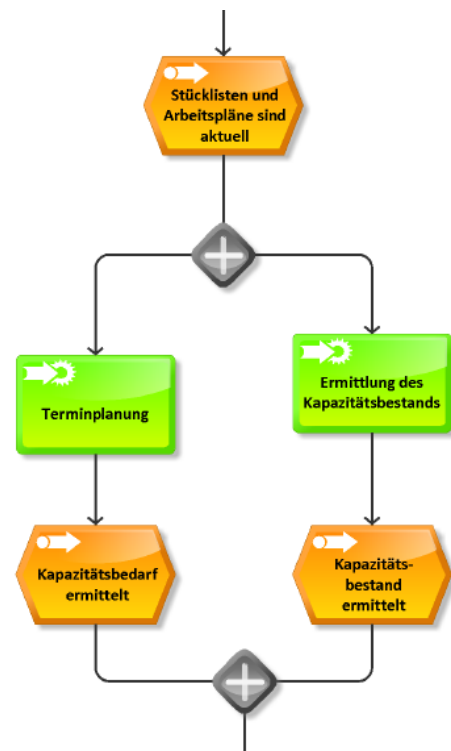 Stücklisten und
Arbeitspläne sind
aktuell
Terminplanung
Ermittlung des
Kapazitätsbestands
Kapazitätsbedarf
ermittelt
Kapazitäts-
bestand
ermittelt